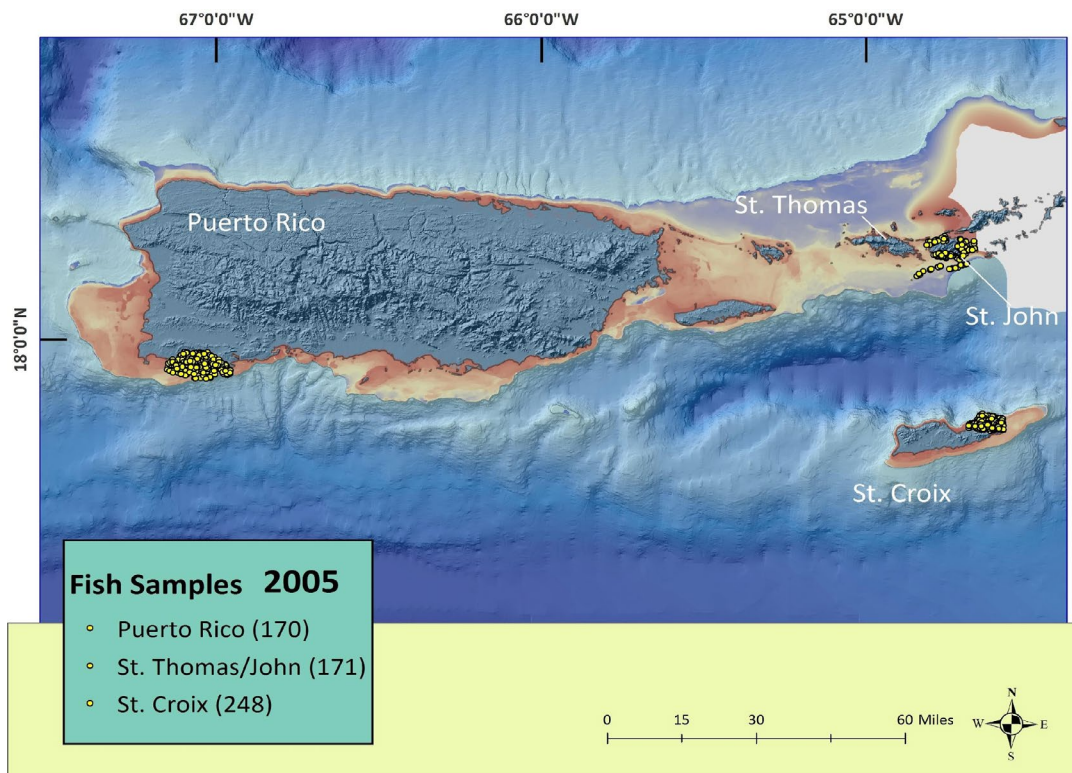 67°0'0"W
66°0'0"W
65°0'0"W
18°0'0"N
Puerto Rico
St. Thomas
St. John
St. Croix
Fish Samples 2005
Puerto Rico (170)
St. Thomas/John (171)
St. Croix (248)
0 15 30 60 Miles
N
W E
S